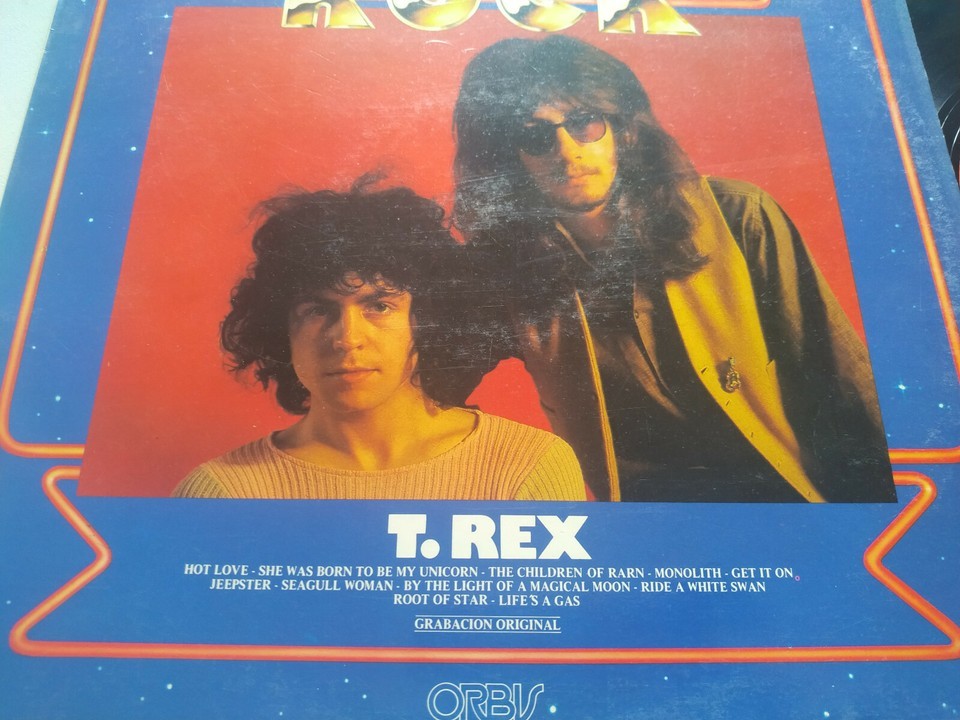 ROCK
T. REX
HOT LOVE - SHE WAS BORN TO BE MY UNICORN - THE CHILDREN OF RARN - MONOLITH - GET IT ON
JEEPSTER - SEAGULL WOMAN - BY THE LIGHT OF A MAGICAL MOON - RIDE A WHITE SWAN
ROOT OF STAR - LIFE'S A GAS
GRABACION ORIGINAL
ORBIS